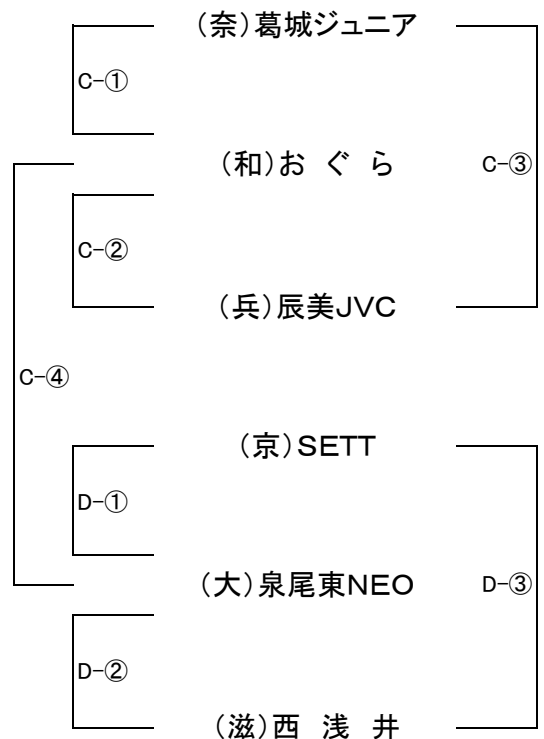 （奈）葛城ジュニア
C-①
（和）お ぐ ら
C-③
C-②
（兵）辰美JVC
C-④
（京）SETT
D-①
（大）泉尾東NEO
D-③
D-②
（滋）西 浅 井